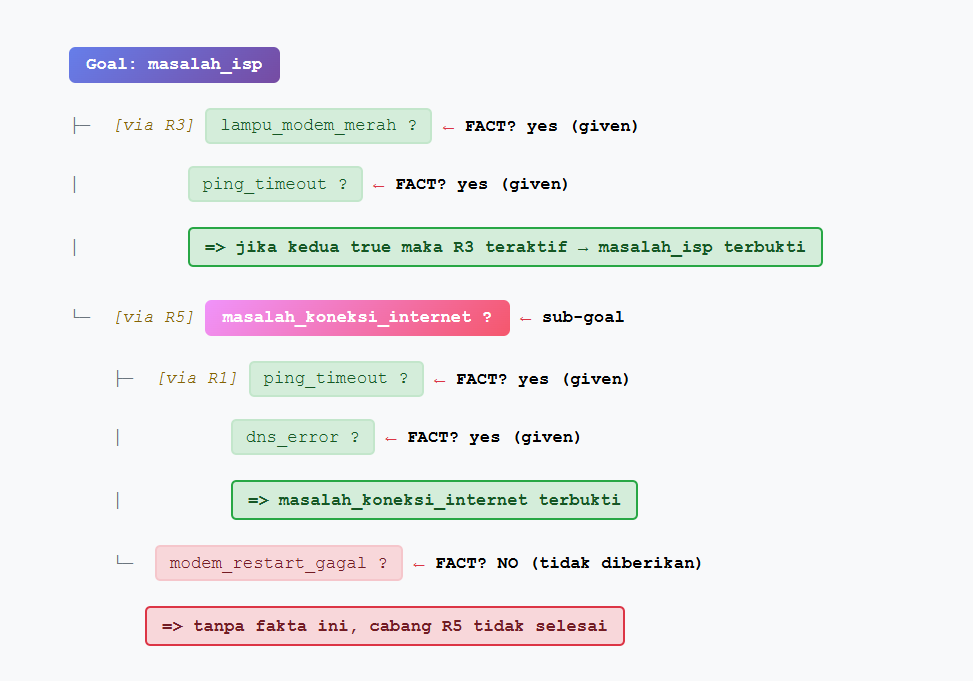 Goal: masalah_isp
├─ [via R3] lampu_modem_merah ? ← FACT? yes (given)
│ ping_timeout ? ← FACT? yes (given)
│ => jika kedua true maka R3 teraktif → masalah_isp terbukti
└─ [via R5] masalah_koneksi_internet ? ← sub-goal
├─ [via R1] ping_timeout ? ← FACT? yes (given)
│ dns_error ? ← FACT? yes (given)
│ => masalah_koneksi_internet terbukti
└─ modem_restart_gagal ? ← FACT? NO (tidak diberikan)
=> tanpa fakta ini, cabang R5 tidak selesai